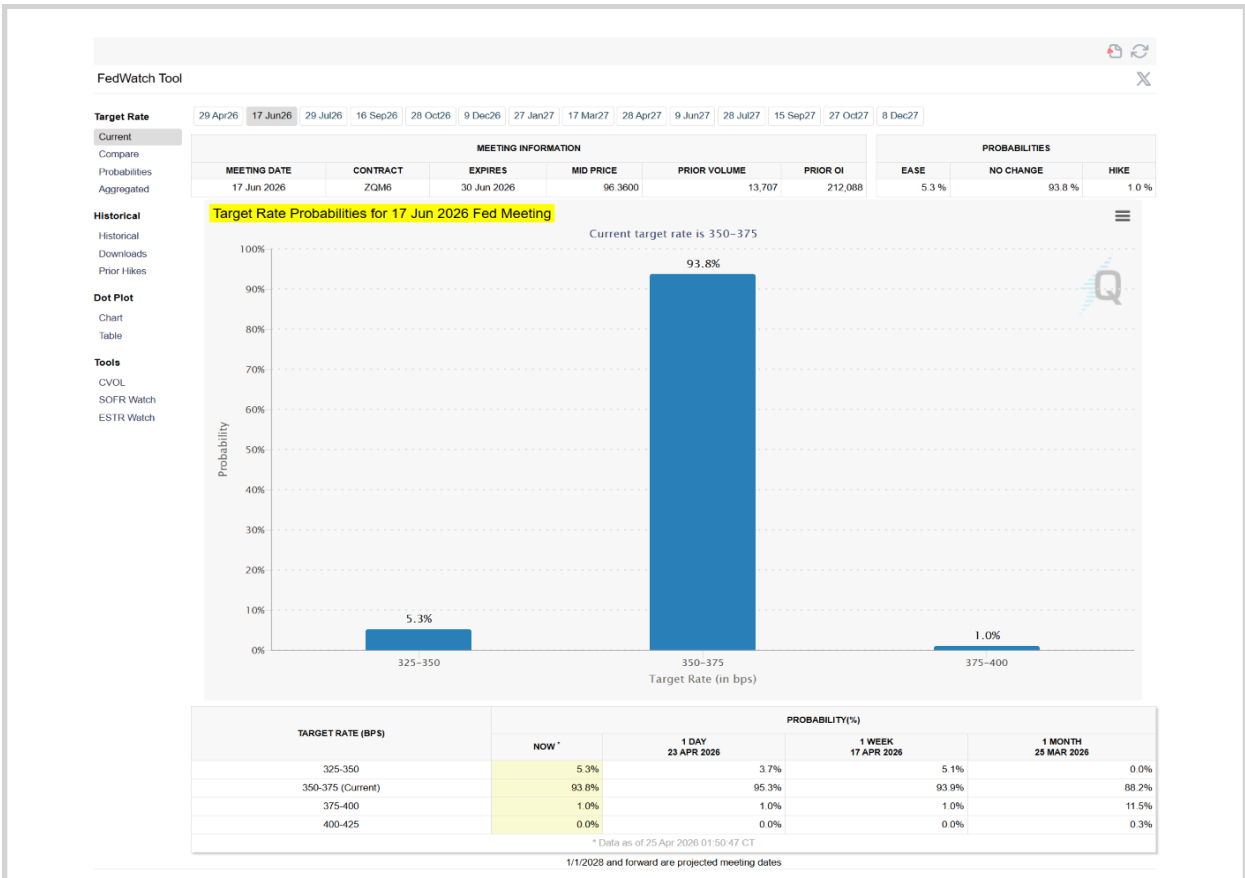 FedWatch Tool
Target Rate
Current
Compare
Probabilities
Aggregated
Historical
Historical
Downloads
Prior Hikes
Dot Plot
Chart
Table
Tools
CVOL
SOFR Watch
ESTR Watch
29 Apr26 17 Jun26 29 Jul26 16 Sep26 28 Oct26 9 Dec26 27 Jan27 17 Mar27 28 Apr27 9 Jun27 28 Jul27 15 Sep27 27 Oct27 8 Dec27
MEETING INFORMATION PROBABILITIES
MEETING DATE CONTRACT EXPIRES MID PRICE PRIOR VOLUME PRIOR OI EASE NO CHANGE HIKE
17 Jun 2026 ZQM6 30 Jun 2026 96.3600 13,707 212,088 5.3 % 93.8 % 1.0 %
Target Rate Probabilities for 17 Jun 2026 Fed Meeting
Current target rate is 350–375
Probability
100%
90%
80%
70%
60%
50%
40%
30%
20%
10%
0%
5.3%
93.8%
1.0%
Q
325–350 350–375 375–400
Target Rate (in bps)
TARGET RATE (BPS) PROBABILITY(%)
NOW * 1 DAY 1 WEEK 1 MONTH
23 APR 2026 17 APR 2026 25 MAR 2026
325-350 5.3% 3.7% 5.1% 0.0%
350-375 (Current) 93.8% 95.3% 93.9% 88.2%
375-400 1.0% 1.0% 1.0% 11.5%
400-425 0.0% 0.0% 0.0% 0.3%
* Data as of 25 Apr 2026 01:50:47 CT
1/1/2028 and forward are projected meeting dates